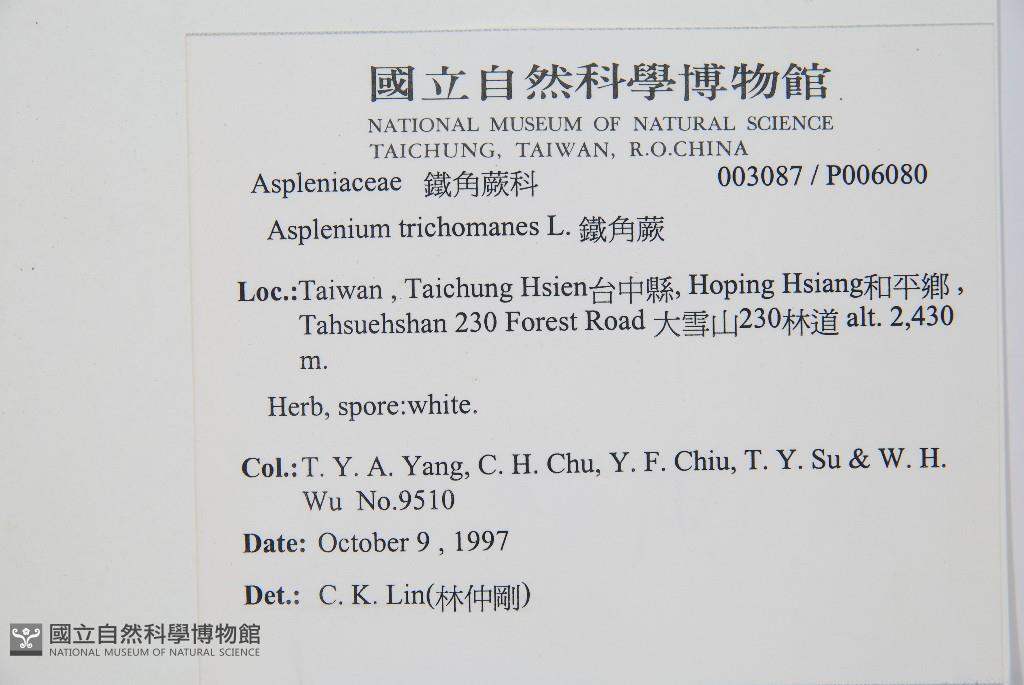 國立自然科學博物館
NATIONAL MUSEUM OF NATURAL SCIENCE
TAICHUNG, TAIWAN, R.O.CHINA
Aspleniaceae 鐵角蕨科 003087 / P006080
Asplenium trichomanes L. 鐵角蕨
Loc.:Taiwan , Taichung Hsien台中縣, Hoping Hsiang和平鄉 ,
Tahsuehshan 230 Forest Road 大雪山230林道 alt. 2,430
m.
Herb, spore:white.
Col.:T. Y. A. Yang, C. H. Chu, Y. F. Chiu, T. Y. Su & W. H.
Wu No.9510
Date: October 9 , 1997
Det.: C. K. Lin(林仲剛)
國立自然科學博物館
NATIONAL MUSEUM OF NATURAL SCIENCE